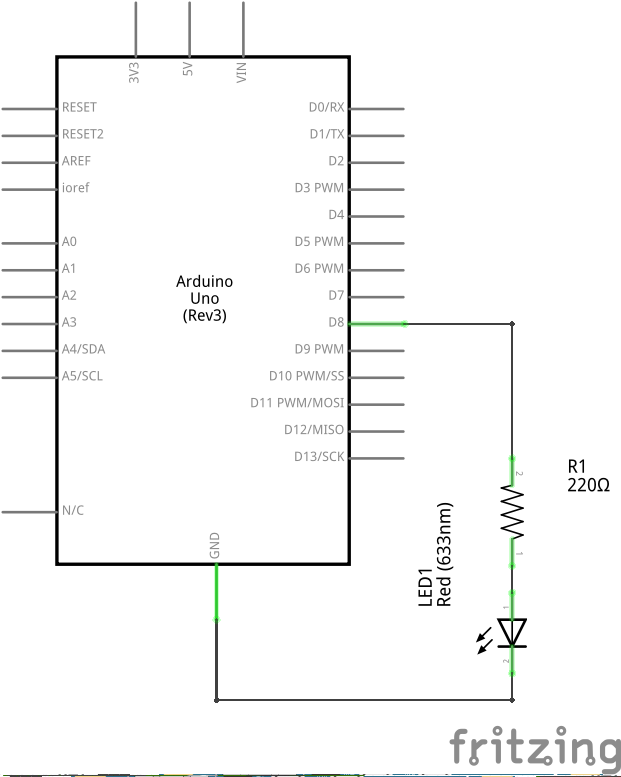 3V3
5V
VIN
RESET
RESET2
AREF
ioref
A0
A1
A2
A3
A4/SDA
A5/SCL
N/C
D0/RX
D1/TX
D2
D3 PWM
D4
D5 PWM
D6 PWM
D7
D8
D9 PWM
D10 PWM/SS
D11 PWM/MOSI
D12/MISO
D13/SCK
Arduino
Uno
(Rev3)
GND
2
R1
220Ω
1
LED1
Red (633nm)
1
2
fritzing